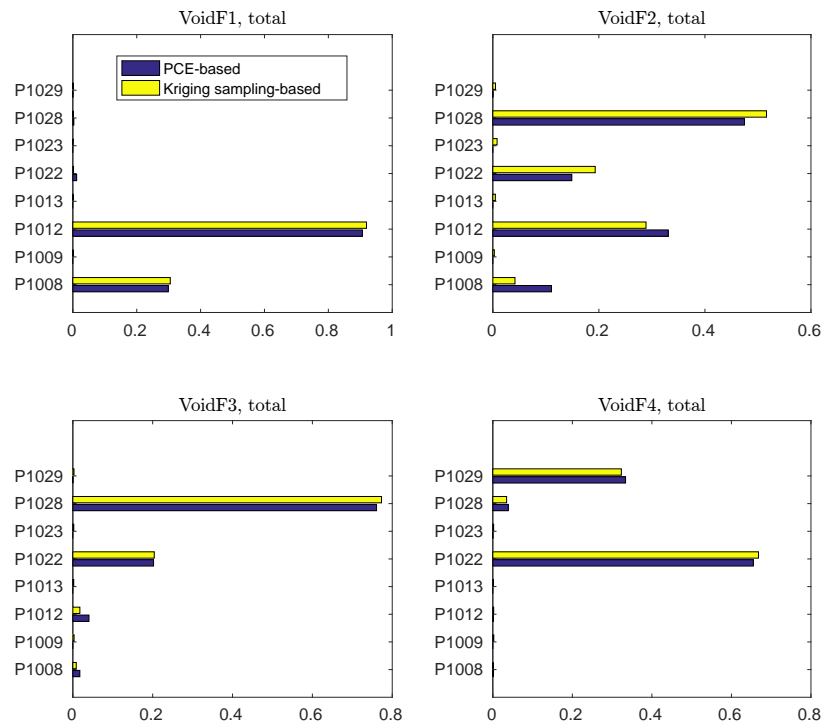 VoidF1, total
PCE-based
Kriging sampling-based
P1029
P1028
P1023
P1022
P1013
P1012
P1009
P1008
0 0.2 0.4 0.6 0.8 1
VoidF2, total
P1029
P1028
P1023
P1022
P1013
P1012
P1009
P1008
0 0.2 0.4 0.6
VoidF3, total
P1029
P1028
P1023
P1022
P1013
P1012
P1009
P1008
0 0.2 0.4 0.6 0.8
VoidF4, total
P1029
P1028
P1023
P1022
P1013
P1012
P1009
P1008
0 0.2 0.4 0.6 0.8